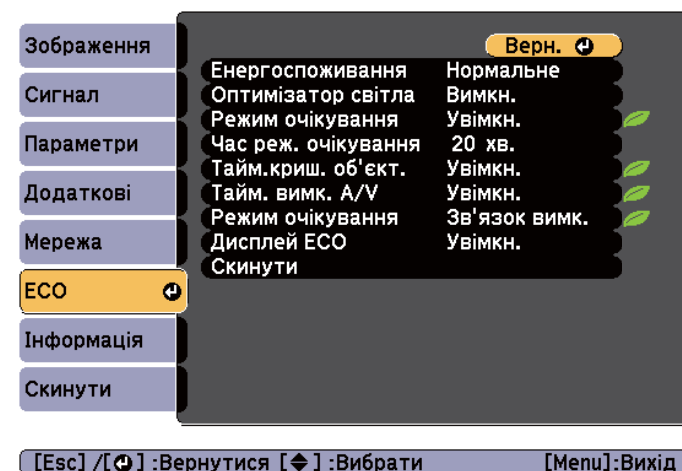 Зображення
Сигнал
Параметри
Додаткові
Мережа
ECO
Інформація
Скинути
Верн.
Енергоспоживання Нормальне
Оптимізатор світла Вимкн.
Режим очікування Увімкн.
Час реж. очікування 20 хв.
Тайм.криш. об'єкт. Увімкн.
Тайм. вимк. A/V Увімкн.
Режим очікування Зв'язок вимк.
Дисплей ECO Увімкн.
Скинути
[Esc] /[ ] :Вернутися [ ] :Вибрати [Menu]:Вихід